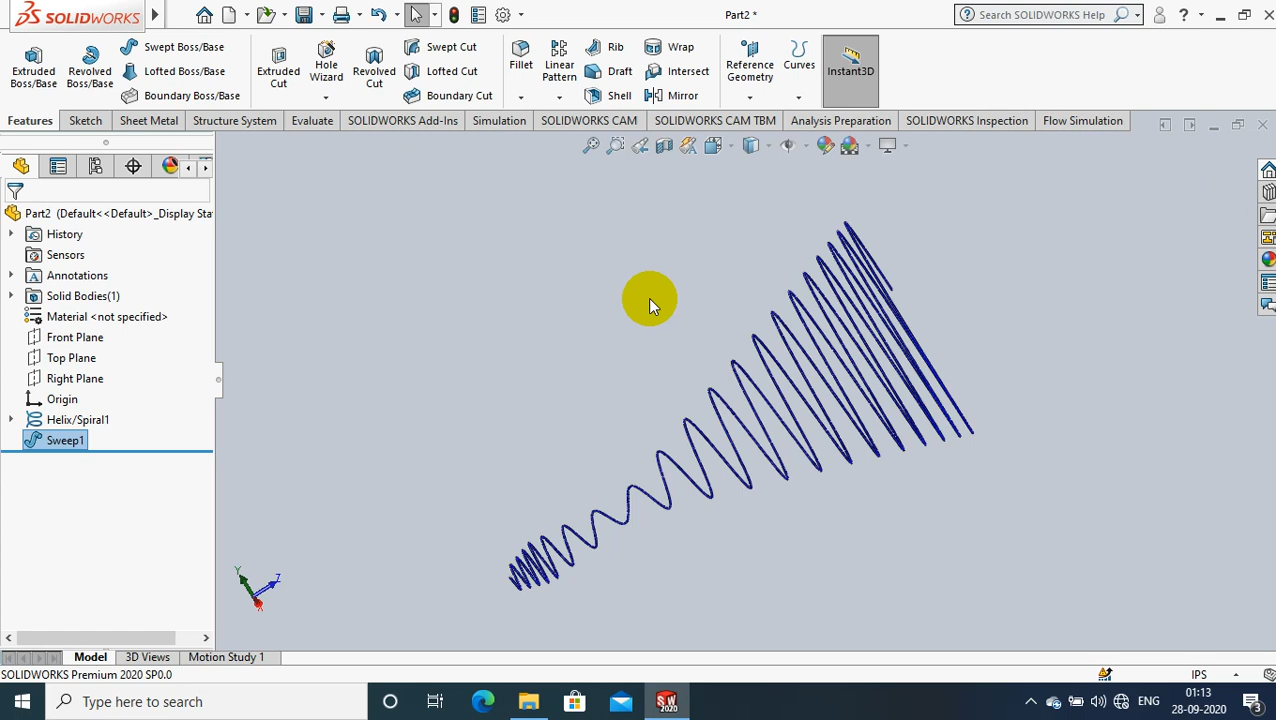 SOLIDWORKS
Part2 *
Search SOLIDWORKS Help
?
Extruded Boss/Base
Revolved Boss/Base
Swept Boss/Base
Lofted Boss/Base
Boundary Boss/Base
Extruded Cut
Hole Wizard
Revolved Cut
Swept Cut
Lofted Cut
Boundary Cut
Fillet
Linear Pattern
Rib
Draft
Shell
Wrap
Intersect
Mirror
Reference Geometry
Curves
Instant3D
Features
Sketch
Sheet Metal
Structure System
Evaluate
SOLIDWORKS Add-Ins
Simulation
SOLIDWORKS CAM
SOLIDWORKS CAM TBM
Analysis Preparation
SOLIDWORKS Inspection
Flow Simulation
Part2 (Default<<Default>_Display Sta
History
Sensors
Annotations
Solid Bodies(1)
Material <not specified>
Front Plane
Top Plane
Right Plane
Origin
Helix/Spiral1
Sweep1
Y
Z
X
Model
3D Views
Motion Study 1
SOLIDWORKS Premium 2020 SP0.0
IPS
Type here to search
SW
2020
ENG
01:13
28-09-2020
3